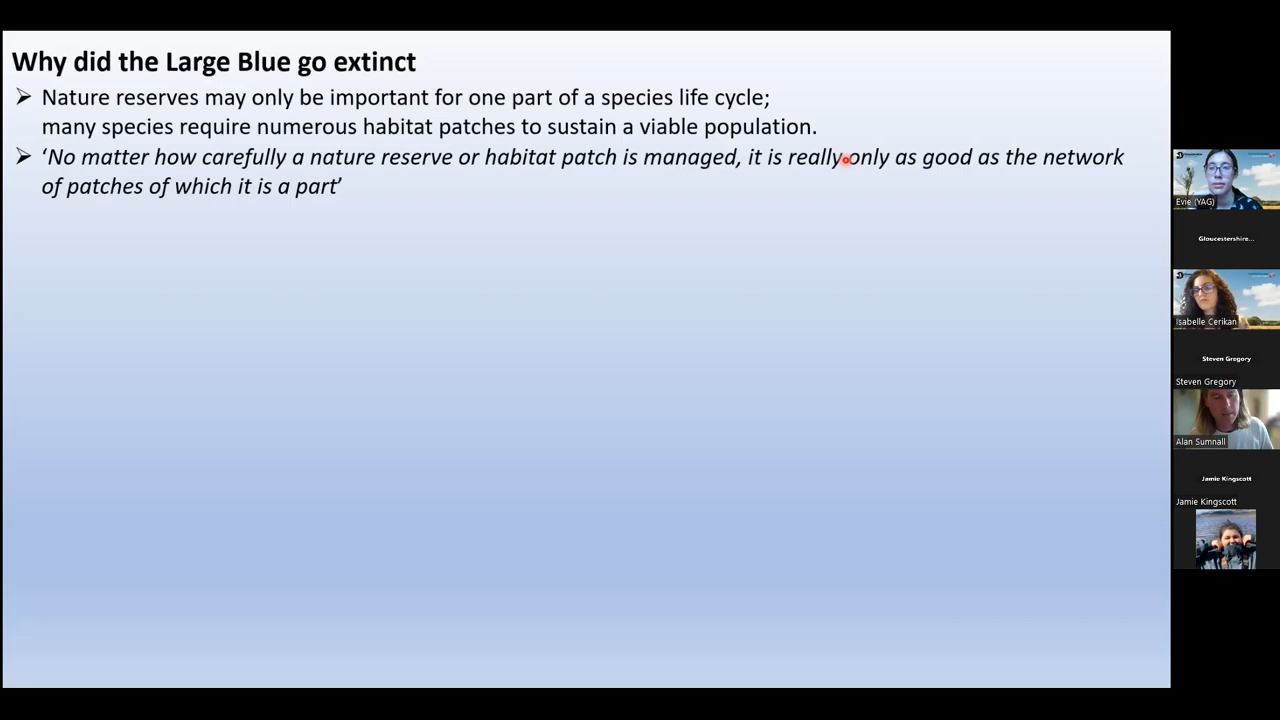 Why did the Large Blue go extinct
➢ Nature reserves may only be important for one part of a species life cycle;
many species require numerous habitat patches to sustain a viable population.
➢ ‘No matter how carefully a nature reserve or habitat patch is managed, it is really only as good as the network
of patches of which it is a part’
Evie (YAG)
Gloucestershire...
Isabelle Cerikan
Steven Gregory
Steven Gregory
Alan Sumnall
Jamie Kingscott
Jamie Kingscott